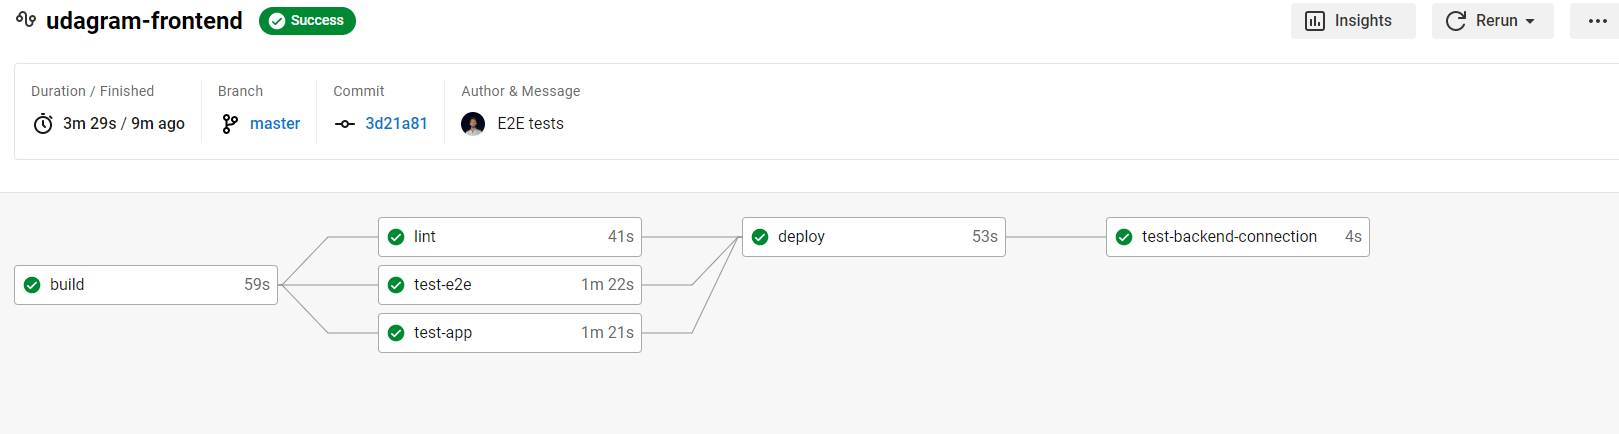 udagram-frontend
Success
Insights
Rerun
Duration / Finished
Branch
Commit
Author & Message
3m 29s / 9m ago
master
3d21a81
E2E tests
lint 41s
deploy 53s
test-backend-connection 4s
build 59s
test-e2e 1m 22s
test-app 1m 21s